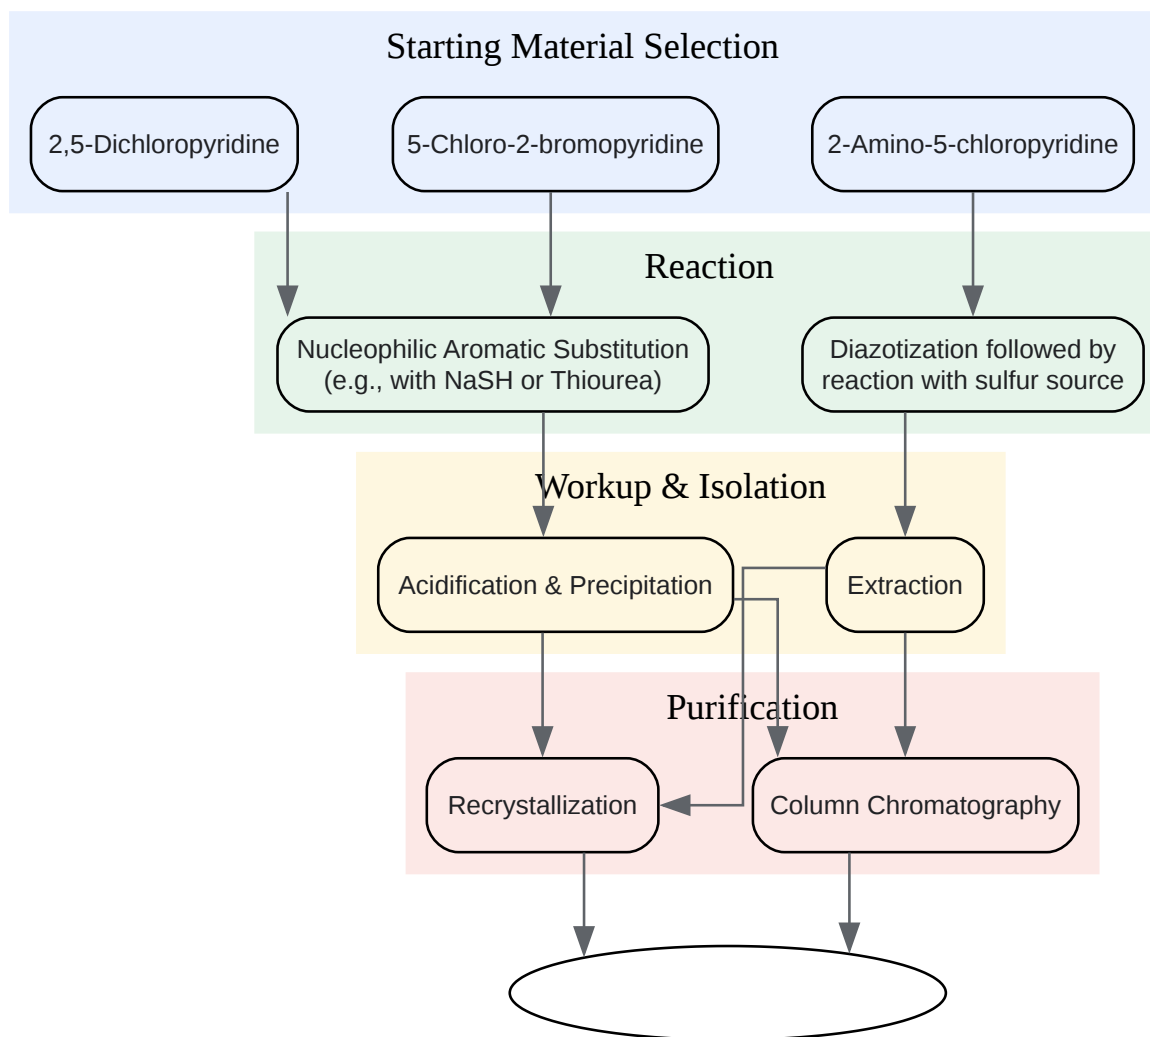 Starting Material Selection
2,5-Dichloropyridine
5-Chloro-2-bromopyridine
2-Amino-5-chloropyridine
Reaction
Nucleophilic Aromatic Substitution
(e.g., with NaSH or Thiourea)
Diazotization followed by
reaction with sulfur source
Workup & Isolation
Acidification & Precipitation
Extraction
Purification
Recrystallization
Column Chromatography